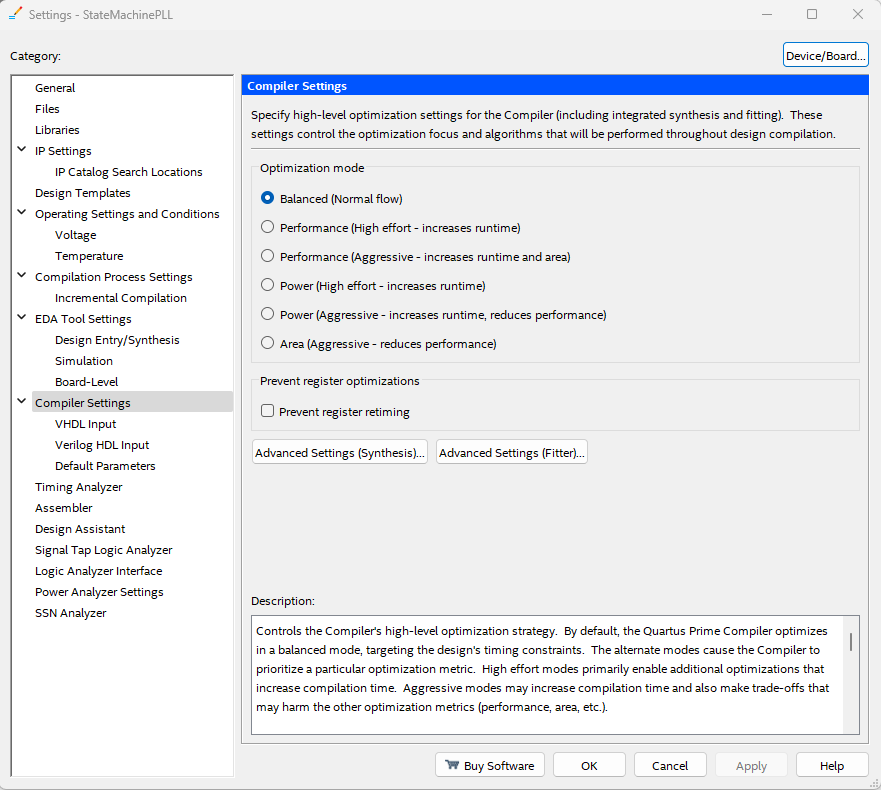 Settings - StateMachinePLL
Category:
Device/Board...
General
Files
Libraries
IP Settings
IP Catalog Search Locations
Design Templates
Operating Settings and Conditions
Voltage
Temperature
Compilation Process Settings
Incremental Compilation
EDA Tool Settings
Design Entry/Synthesis
Simulation
Board-Level
Compiler Settings
VHDL Input
Verilog HDL Input
Default Parameters
Timing Analyzer
Assembler
Design Assistant
Signal Tap Logic Analyzer
Logic Analyzer Interface
Power Analyzer Settings
SSN Analyzer
Compiler Settings
Specify high-level optimization settings for the Compiler (including integrated synthesis and fitting).  These
settings control the optimization focus and algorithms that will be performed throughout design compilation.
Optimization mode
Balanced (Normal flow)
Performance (High effort - increases runtime)
Performance (Aggressive - increases runtime and area)
Power (High effort - increases runtime)
Power (Aggressive - increases runtime, reduces performance)
Area (Aggressive - reduces performance)
Prevent register optimizations
Prevent register retiming
Advanced Settings (Synthesis)...
Advanced Settings (Fitter)...
Description:
Controls the Compiler's high-level optimization strategy.  By default, the Quartus Prime Compiler optimizes
in a balanced mode, targeting the design's timing constraints.  The alternate modes cause the Compiler to
prioritize a particular optimization metric.  High effort modes primarily enable additional optimizations that
increase compilation time.  Aggressive modes may increase compilation time and also make trade-offs that
may harm the other optimization metrics (performance, area, etc.).
Buy Software
OK
Cancel
Apply
Help